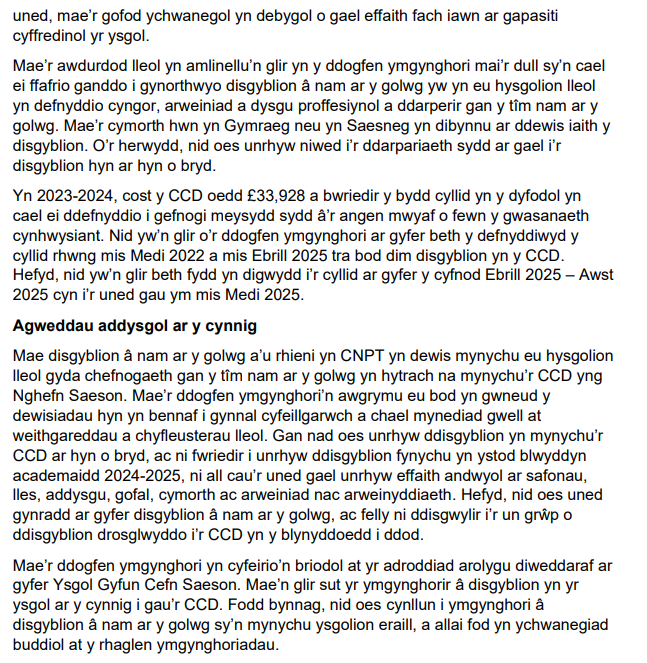 uned, mae'r gofod ychwanegol yn debygol o gael effaith fach iawn ar gapasiti
cyffredinol yr ysgol.
Mae'r awdurdod lleol yn amlinellu'n glir yn y ddogfen ymgynghori mai'r dull sy'n cael
ei ffafrio ganddo i gynorthwyo disgyblion â nam ar y golwg yw yn eu hysgolion lleol
yn defnyddio cyngor, arweiniad a dysgu proffesiynol a ddarperir gan y tîm nam ar y
golwg. Mae'r cymorth hwn yn Gymraeg neu yn Saesneg yn dibynnu ar ddewis iaith y
disgyblion. O'r herwydd, nid oes unrhyw niwed i'r ddarpariaeth sydd ar gael i'r
disgyblion hyn ar hyn o bryd.
Yn 2023-2024, cost y CCD oedd £33,928 a bwriedir y bydd cyllid yn y dyfodol yn
cael ei ddefnyddio i gefnogi meysydd sydd â'r angen mwyaf o fewn y gwasanaeth
cynhwysiant. Nid yw'n glir o'r ddogfen ymgynghori ar gyfer beth y defnyddiwyd y
cyllid rhwng mis Medi 2022 a mis Ebrill 2025 tra bod dim disgyblion yn y CCD.
Hefyd, nid yw'n glir beth fydd yn digwydd i'r cyllid ar gyfer y cyfnod Ebrill 2025 – Awst
2025 cyn i'r uned gau ym mis Medi 2025.
Agweddau addysgol ar y cynnig
Mae disgyblion â nam ar y golwg a'u rhieni yn CNPT yn dewis mynychu eu hysgolion
lleol gyda chefnogaeth gan y tîm nam ar y golwg yn hytrach na mynychu'r CCD yng
Nghefn Saeson. Mae'r ddogfen ymgynghori'n awgrymu eu bod yn gwneud y
dewisiadau hyn yn bennaf i gynnal cyfeillgarwch a chael mynediad gwell at
weithgareddau a chyfleusterau lleol. Gan nad oes unrhyw ddisgyblion yn mynychu'r
CCD ar hyn o bryd, ac ni fwriedir i unrhyw ddisgyblion fynychu yn ystod blwyddyn
academaidd 2024-2025, ni all cau'r uned gael unrhyw effaith andwyol ar safonau,
lles, addysgu, gofal, cymorth ac arweiniad nac arweinyddiaeth. Hefyd, nid oes uned
gynradd ar gyfer disgyblion â nam ar y golwg, ac felly ni ddisgwylir i'r un grŵp o
ddisgyblion drosglwyddo i'r CCD yn y blynyddoedd i ddod.
Mae'r ddogfen ymgynghori yn cyfeirio'n briodol at yr adroddiad arolygu diweddaraf ar
gyfer Ysgol Gyfun Cefn Saeson. Mae'n glir sut yr ymgynghorir â disgyblion yn yr
ysgol ar y cynnig i gau'r CCD. Fodd bynnag, nid oes cynllun i ymgynghori â
disgyblion â nam ar y golwg sy'n mynychu ysgolion eraill, a allai fod yn ychwanegiad
buddiol at y rhaglen ymgynghoriadau.